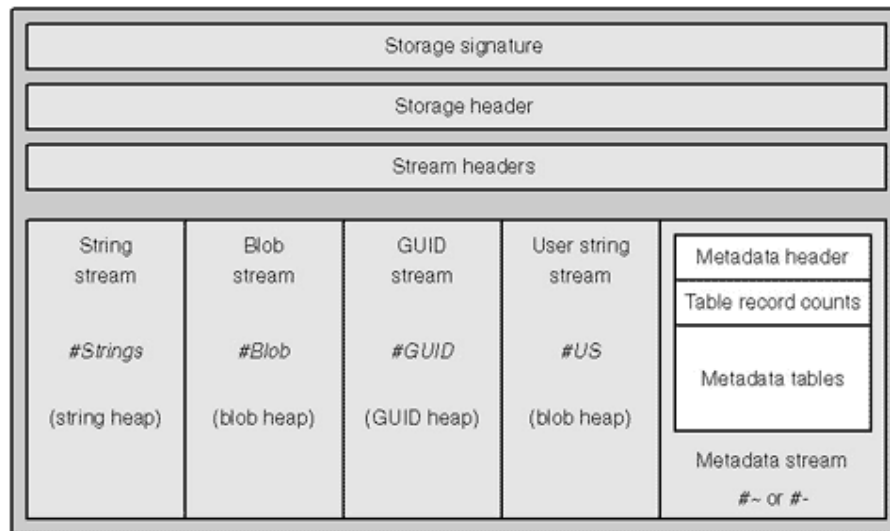 Storage signature
Storage header
Stream headers
String
stream
#Strings
(string heap)
Blob
stream
#Blob
(blob heap)
GUID
stream
#GUID
(GUID heap)
User string
stream
#US
(blob heap)
Metadata header
Table record counts
Metadata tables
Metadata stream
#~ or #-